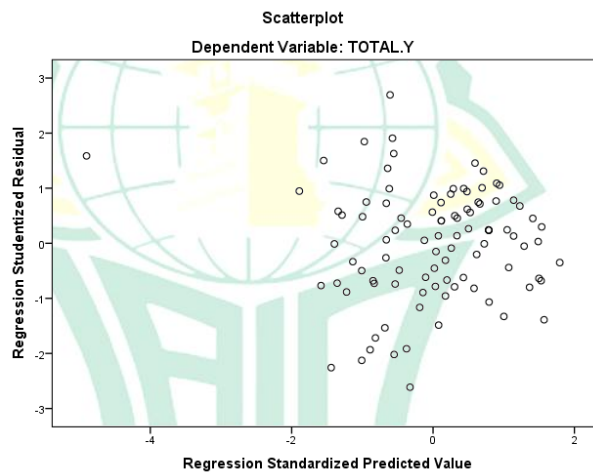 Scatterplot
Dependent Variable: TOTAL.Y
Regression Studentized Residual
3
2
1
0
-1
-2
-3
-4
-2
0
2
Regression Standardized Predicted Value